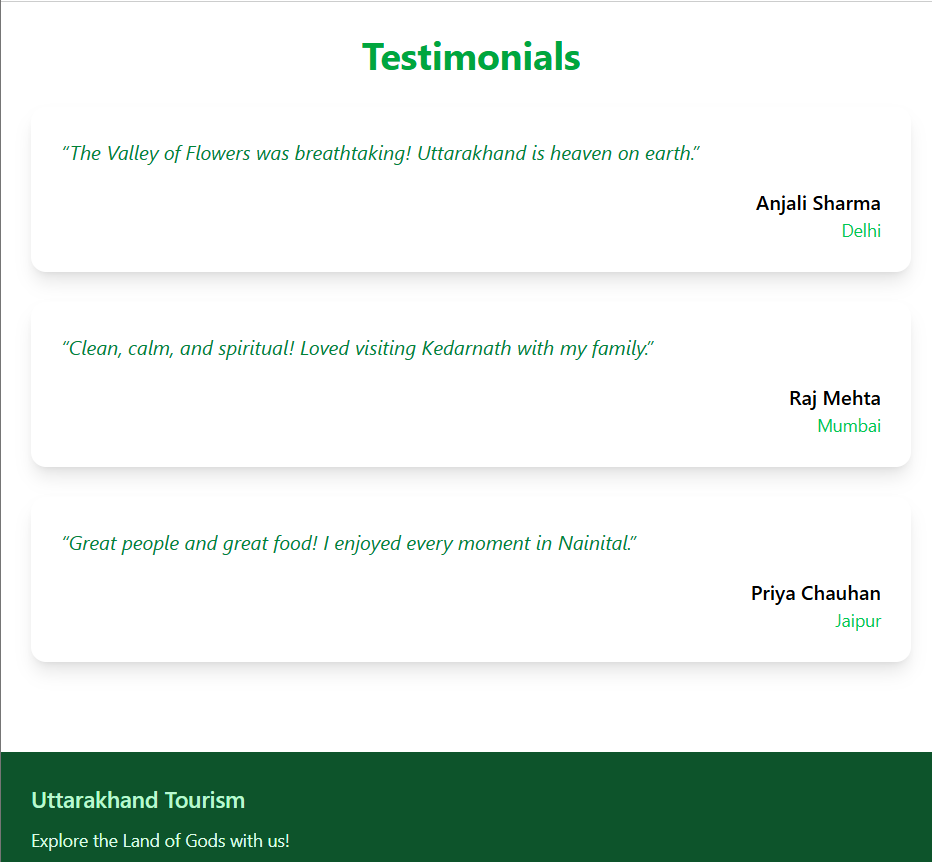 Testimonials
“The Valley of Flowers was breathtaking! Uttarakhand is heaven on earth.”
Anjali Sharma
Delhi
“Clean, calm, and spiritual! Loved visiting Kedarnath with my family.”
Raj Mehta
Mumbai
“Great people and great food! I enjoyed every moment in Nainital.”
Priya Chauhan
Jaipur
Uttarakhand Tourism
Explore the Land of Gods with us!